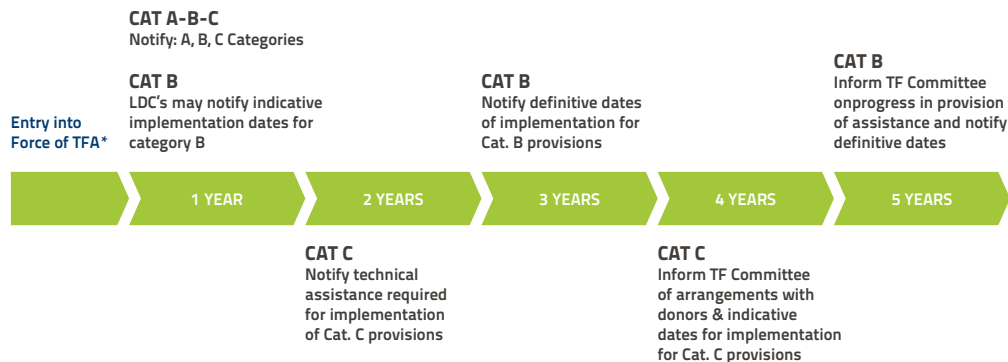 CAT A-B-C
Notify: A, B, C Categories
CAT B
LDC's may notify indicative
implementation dates for
category B
CAT B
Notify definitive dates
of implementation for
Cat. B provisions
CAT B
Inform TF Committee
onprogress in provision
of assistance and notify
definitive dates
Entry into
Force of TFA*
1 YEAR
2 YEARS
3 YEARS
4 YEARS
5 YEARS
CAT C
Notify technical
assistance required
for implementation
of Cat. C provisions
CAT C
Inform TF Committee
of arrangements with
donors & indicative
dates for implementation
for Cat. C provisions